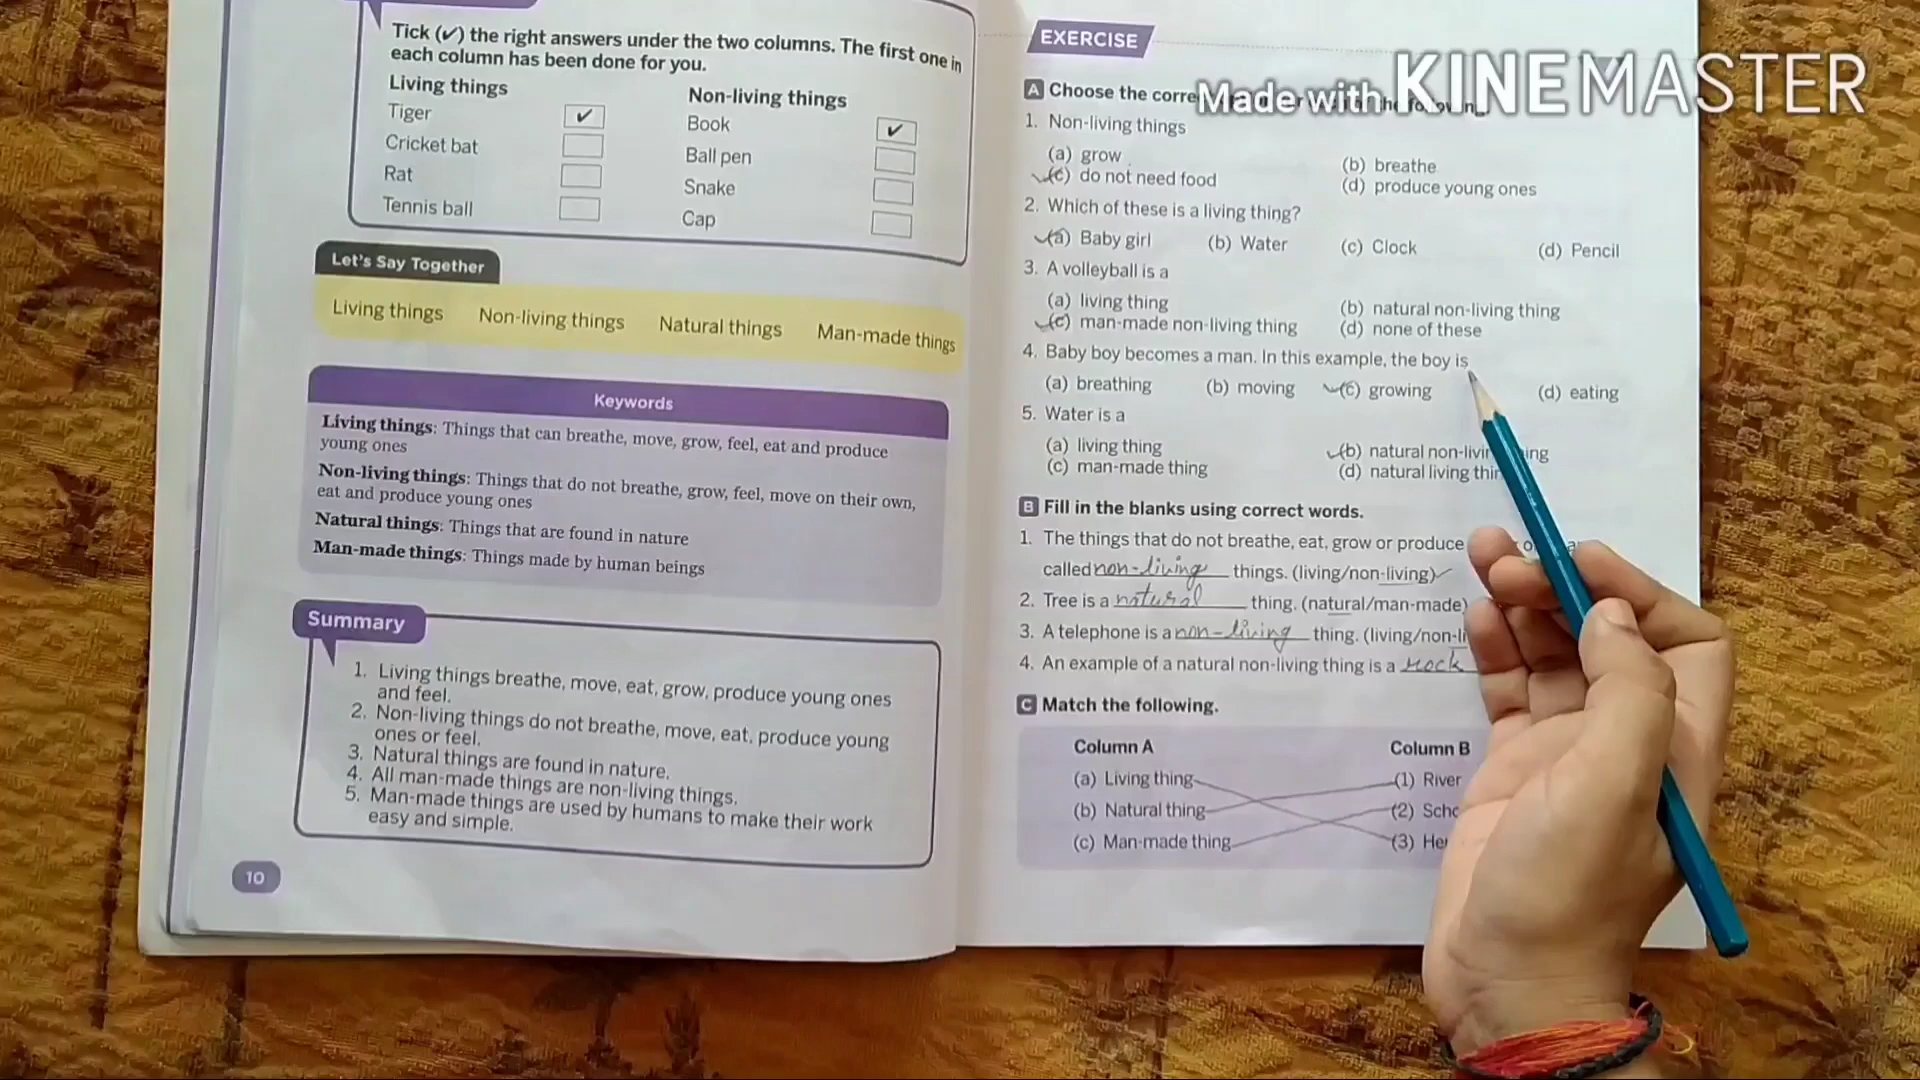 Tick (✔) the right answers under the two columns. The first one in
each column has been done for you.
Living things
Non-living things
Tiger ✔
Book ✔
Cricket bat
Ball pen
Rat
Snake
Tennis ball
Cap
Let's Say Together
Living things Non-living things Natural things Man-made things
Keywords
Living things: Things that can breathe, move, grow, feel, eat and produce
young ones
Non-living things: Things that do not breathe, grow, feel, move on their own,
eat and produce young ones
Natural things: Things that are found in nature
Man-made things: Things made by human beings
Summary
1. Living things breathe, move, eat, grow, produce young ones
and feel.
2. Non-living things do not breathe, move, eat, produce young
ones or feel.
3. Natural things are found in nature.
4. All man-made things are non-living things.
5. Man-made things are used by humans to make their work
easy and simple.
10
EXERCISE
Made with KINEMASTER
A Choose the
1. Non-living things
(a) grow (b) breathe
(c) do not need food (d) produce young ones
2. Which of these is a living thing?
(a) Baby girl (b) Water (c) Clock (d) Pencil
3. A volleyball is a
(a) living thing (b) natural non-living thing
(c) man-made non-living thing (d) none of these
4. Baby boy becomes a man. In this example, the boy is
(a) breathing (b) moving (c) growing (d) eating
5. Water is a
(a) living thing (b) natural
(c) man-made thing (d) natural living
B Fill in the blanks using correct words.
1. The things that do not breathe, eat, grow or produce
called non-living things. (living/non-living)
2. Tree is a natural thing. (natural/man-made)
3. A telephone is a non-living thing.
4. An example of a natural non-living thing is a rock
C Match the following.
Column A Column B
(a) Living thing (1) River
(b) Natural thing (2)
(c) Man-made thing (3)